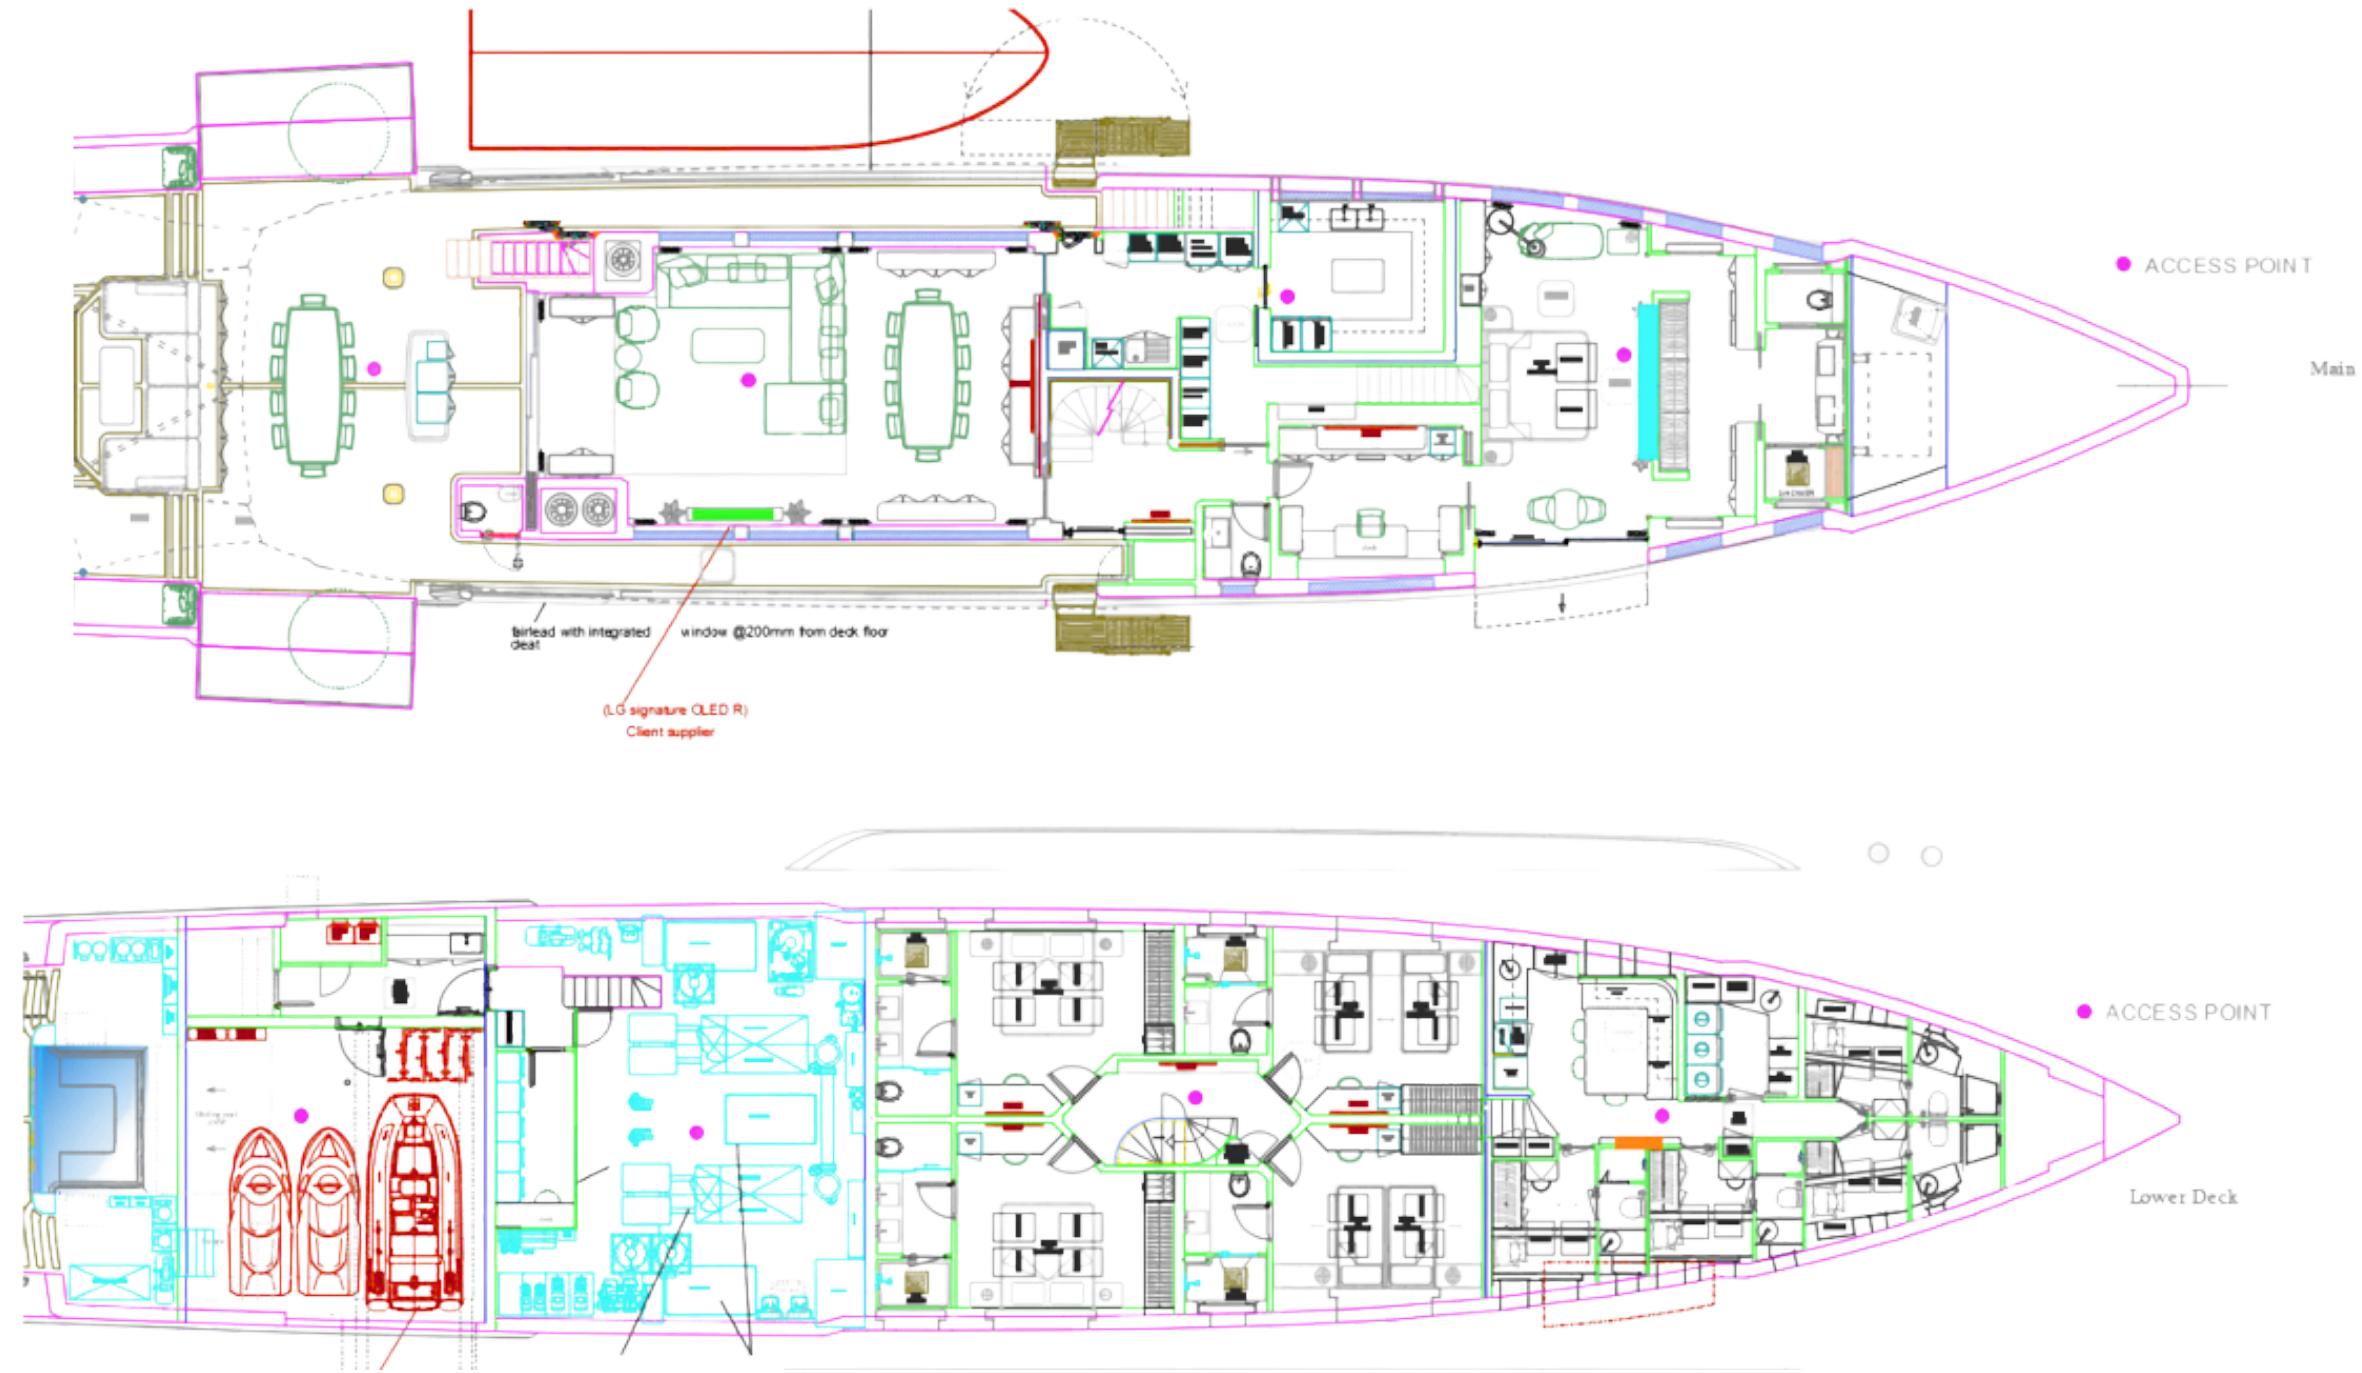 ACCESS POINT
Main
fairlead with integrated
cleat
window @200mm from deck floor
(LG signature OLED R)
Client supplier
ACCESS POINT
Lower Deck